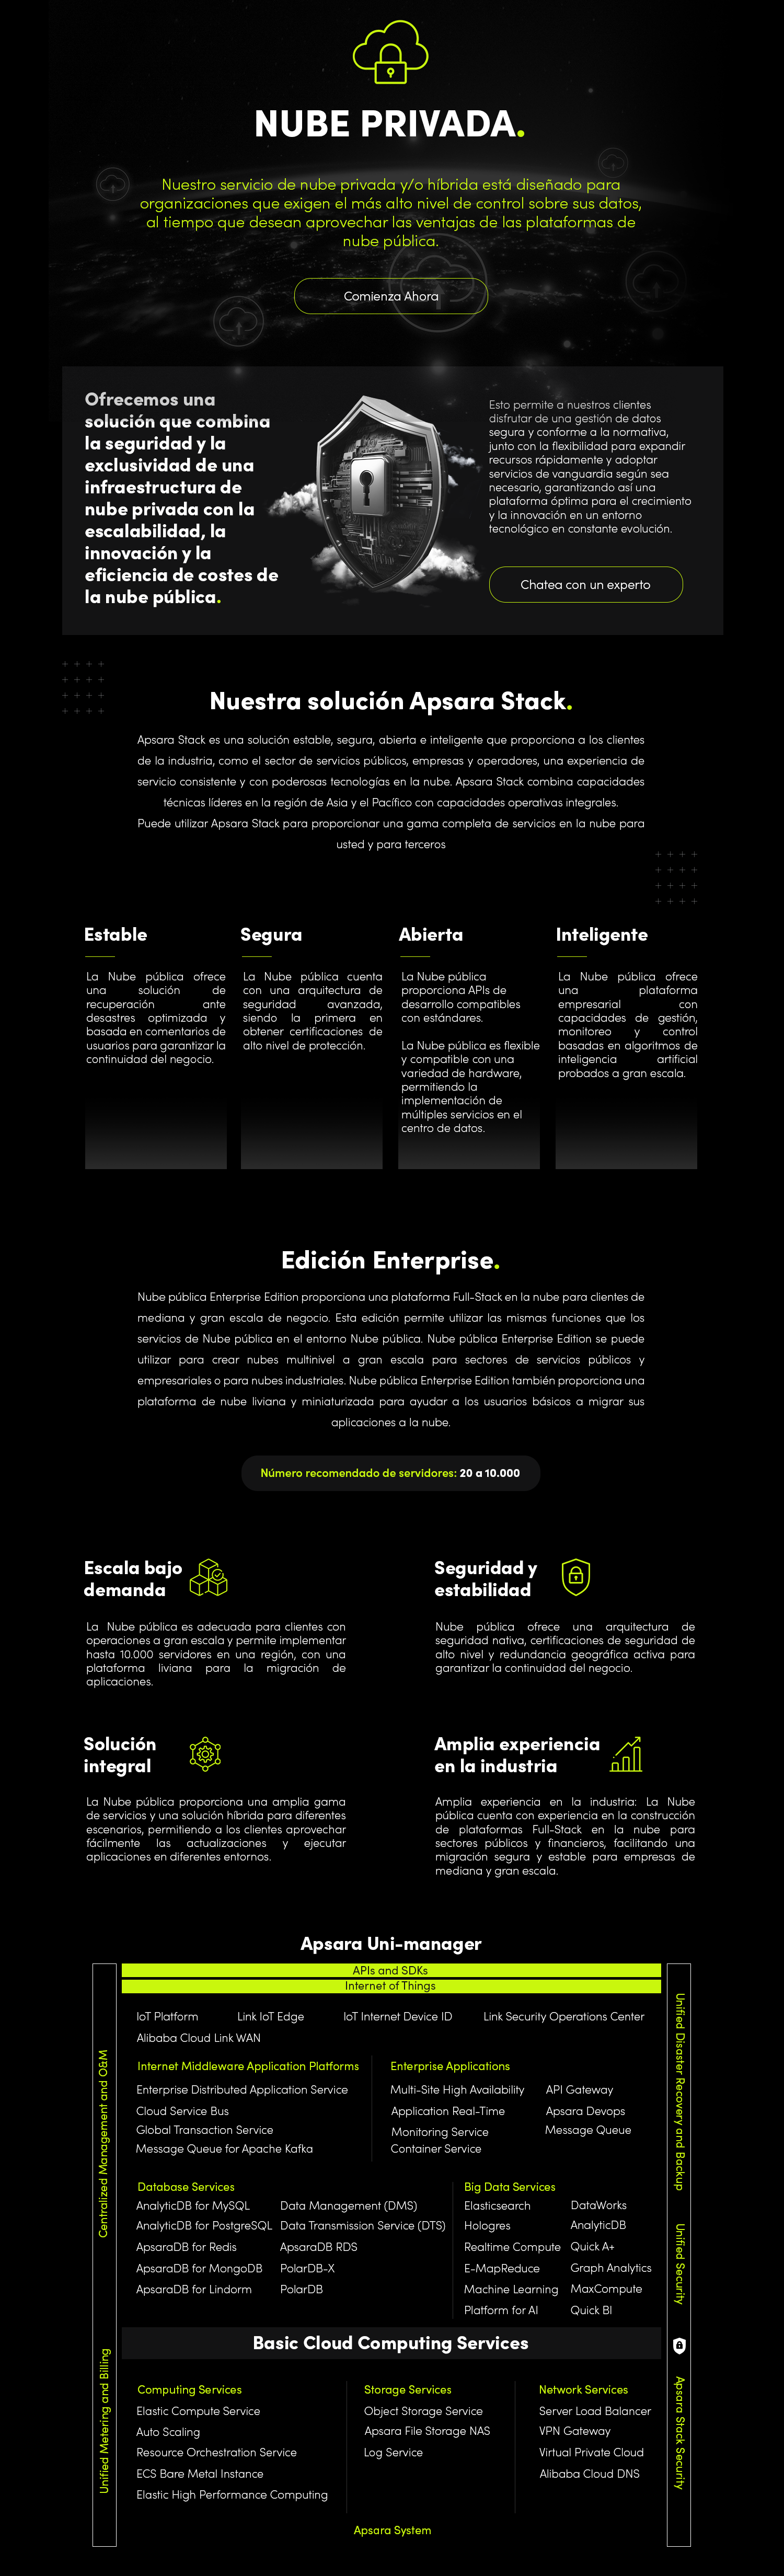 NUBE PRIVADA.
Nuestro servicio de nube privada y/o híbrida está diseñado para
organizaciones que exigen el más alto nivel de control sobre sus datos,
al tiempo que desean aprovechar las ventajas de las plataformas de
nube pública.
Comienza Ahora
Ofrecemos una
solución que combina
la seguridad y la
exclusividad de una
infraestructura de
nube privada con la
escalabilidad, la
innovación y la
eficiencia de costes de
la nube pública.
Esto permite a nuestros clientes
disfrutar de una gestión de datos
segura y conforme a la normativa,
junto con la flexibilidad para expandir
recursos rápidamente y adoptar
servicios de vanguardia según sea
necesario, garantizando así una
plataforma óptima para el crecimiento
y la innovación en un entorno
tecnológico en constante evolución.
Chatea con un experto
Nuestra solución Apsara Stack.
Apsara Stack es una solución estable, segura, abierta e inteligente que proporciona a los clientes
de la industria, como el sector de servicios públicos, empresas y operadores, una experiencia de
servicio consistente y con poderosas tecnologías en la nube. Apsara Stack combina capacidades
técnicas líderes en la región de Asia y el Pacífico con capacidades operativas integrales.
Puede utilizar Apsara Stack para proporcionar una gama completa de servicios en la nube para
usted y para terceros
Estable
La Nube pública ofrece
una solución de
recuperación ante
desastres optimizada y
basada en comentarios de
usuarios para garantizar la
continuidad del negocio.
Segura
La Nube pública cuenta
con una arquitectura de
seguridad avanzada,
siendo la primera en
obtener certificaciones de
alto nivel de protección.
Abierta
La Nube pública
proporciona APIs de
desarrollo compatibles
con estándares.
La Nube pública es flexible
y compatible con una
variedad de hardware,
permitiendo la
implementación de
múltiples servicios en el
centro de datos.
Inteligente
La Nube pública ofrece
una plataforma
empresarial con
capacidades de gestión,
monitoreo y control
basadas en algoritmos de
inteligencia artificial
probados a gran escala.
Edición Enterprise.
Nube pública Enterprise Edition proporciona una plataforma Full-Stack en la nube para clientes de
mediana y gran escala de negocio. Esta edición permite utilizar las mismas funciones que los
servicios de Nube pública en el entorno Nube pública. Nube pública Enterprise Edition se puede
utilizar para crear nubes multinivel a gran escala para sectores de servicios públicos y
empresariales o para nubes industriales. Nube pública Enterprise Edition también proporciona una
plataforma de nube liviana y miniaturizada para ayudar a los usuarios básicos a migrar sus
aplicaciones a la nube.
Número recomendado de servidores: 20 a 10.000
Escala bajo
demanda
La Nube pública es adecuada para clientes con
operaciones a gran escala y permite implementar
hasta 10.000 servidores en una región, con una
plataforma liviana para la migración de
aplicaciones.
Seguridad y
estabilidad
Nube pública ofrece una arquitectura de
seguridad nativa, certificaciones de seguridad de
alto nivel y redundancia geográfica activa para
garantizar la continuidad del negocio.
Solución
integral
La Nube pública proporciona una amplia gama
de servicios y una solución híbrida para diferentes
escenarios, permitiendo a los clientes aprovechar
fácilmente las actualizaciones y ejecutar
aplicaciones en diferentes entornos.
Amplia experiencia
en la industria
Amplia experiencia en la industria: La Nube
pública cuenta con experiencia en la construcción
de plataformas Full-Stack en la nube para
sectores públicos y financieros, facilitando una
migración segura y estable para empresas de
mediana y gran escala.
Apsara Uni-manager
Centralized Management and O&M
Unified Metering and Billing
APIs and SDKs
Internet of Things
IoT Platform Link IoT Edge IoT Internet Device ID Link Security Operations Center
Alibaba Cloud Link WAN
Internet Middleware Application Platforms
Enterprise Distributed Application Service
Cloud Service Bus
Global Transaction Service
Message Queue for Apache Kafka
Enterprise Applications
Multi-Site High Availability API Gateway
Application Real-Time Apsara Devops
Monitoring Service Message Queue
Container Service
Database Services
AnalyticDB for MySQL Data Management (DMS)
AnalyticDB for PostgreSQL Data Transmission Service (DTS)
ApsaraDB for Redis ApsaraDB RDS
ApsaraDB for MongoDB PolarDB-X
ApsaraDB for Lindorm PolarDB
Big Data Services
Elasticsearch DataWorks
Hologres AnalyticDB
Realtime Compute Quick A+
E-MapReduce Graph Analytics
Machine Learning MaxCompute
Platform for AI Quick BI
Basic Cloud Computing Services
Computing Services
Elastic Compute Service
Auto Scaling
Resource Orchestration Service
ECS Bare Metal Instance
Elastic High Performance Computing
Storage Services
Object Storage Service
Apsara File Storage NAS
Log Service
Network Services
Server Load Balancer
VPN Gateway
Virtual Private Cloud
Alibaba Cloud DNS
Apsara System
Unified Disaster Recovery and Backup
Unified Security
Apsara Stack Security